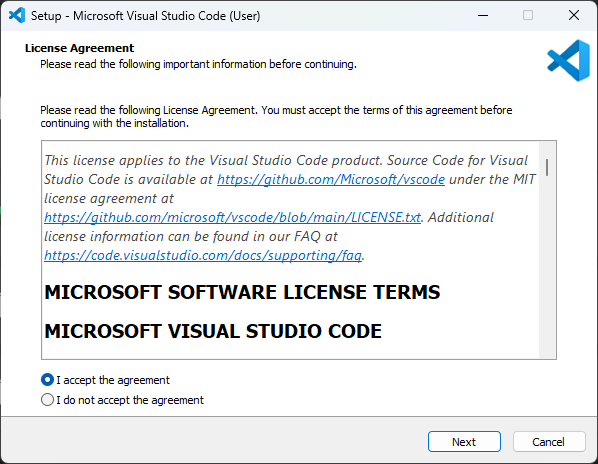 Setup - Microsoft Visual Studio Code (User)
License Agreement
Please read the following important information before continuing.
Please read the following License Agreement. You must accept the terms of this agreement before
continuing with the installation.
This license applies to the Visual Studio Code product. Source Code for Visual
Studio Code is available at https://github.com/Microsoft/vscode under the MIT
license agreement at
https://github.com/microsoft/vscode/blob/main/LICENSE.txt. Additional
license information can be found in our FAQ at
https://code.visualstudio.com/docs/supporting/faq.
MICROSOFT SOFTWARE LICENSE TERMS
MICROSOFT VISUAL STUDIO CODE
I accept the agreement
I do not accept the agreement
Next
Cancel